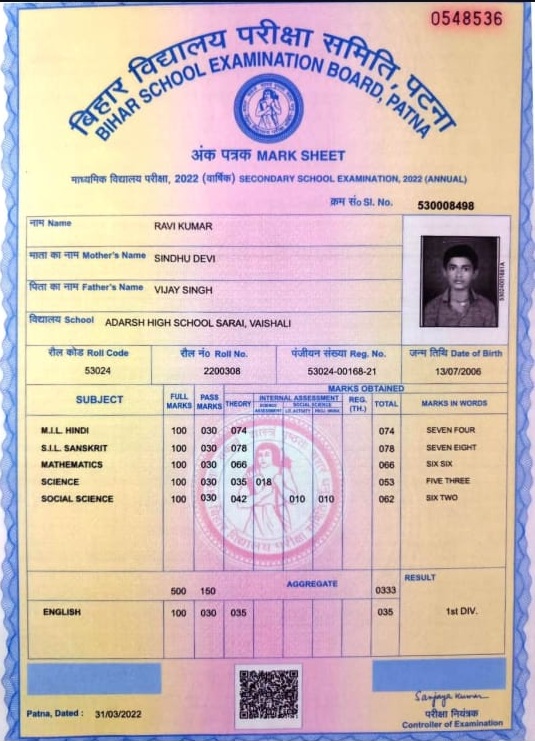 0548536
बिहार विद्यालय परीक्षा समिति, पटना
BIHAR SCHOOL EXAMINATION BOARD, PATNA
अंक पत्रक MARK SHEET
माध्यमिक विद्यालय परीक्षा, 2022 (वार्षिक) SECONDARY SCHOOL EXAMINATION, 2022 (ANNUAL)
क्रम सं० Sl. No. 530008498
नाम Name RAVI KUMAR
माता का नाम Mother's Name SINDHU DEVI
पिता का नाम Father's Name VIJAY SINGH
विद्यालय School ADARSH HIGH SCHOOL SARAI, VAISHALI
रौल कोड Roll Code रौल नं० Roll No. पंजीयन संख्या Reg. No. जन्म तिथि Date of Birth
53024 2200308 53024-00168-21 13/07/2006
MARKS OBTAINED
SUBJECT FULL MARKS PASS MARKS THEORY INTERNAL ASSESSMENT REG. (TH.) TOTAL MARKS IN WORDS
SCIENCE ASSESSMENT SOCIAL SCIENCE
M.I.L. HINDI 100 030 074 074 SEVEN FOUR
S.I.L. SANSKRIT 100 030 078 078 SEVEN EIGHT
MATHEMATICS 100 030 066 066 SIX SIX
SCIENCE 100 030 035 018 053 FIVE THREE
SOCIAL SCIENCE 100 030 042 010 010 062 SIX TWO
500 150 AGGREGATE 0333 RESULT
ENGLISH 100 030 035 035 1st DIV.
Patna, Dated : 31/03/2022
Sanjay Kumar
परीक्षा नियंत्रक
Controller of Examination